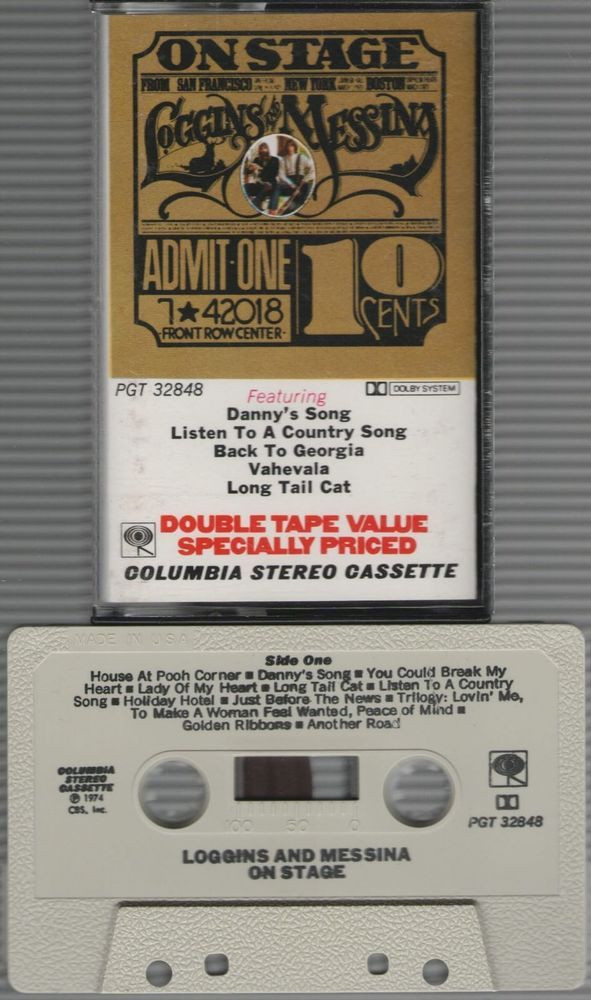 ON STAGE
FROM SAN FRANCISCO NEW YORK BOSTON
LOGGINS AND MESSINA
ADMIT·ONE
10
7★42018
CENTS
·FRONT ROW CENTER·
PGT 32848
DOLBY SYSTEM
Featuring
Danny's Song
Listen To A Country Song
Back To Georgia
Vahevala
Long Tail Cat
DOUBLE TAPE VALUE
SPECIALLY PRICED
COLUMBIA STEREO CASSETTE
MADE IN U.S.A.
Side One
House At Pooh Corner ■ Danny's Song ■ You Could Break My
Heart ■ Lady Of My Heart ■ Long Tail Cat ■ Listen To A Country
Song ■ Holiday Hotel ■ Just Before The News ■ Trilogy: Lovin' Me,
To Make A Woman Feel Wanted, Peace of Mind ■
Golden Ribbons ■ Another Road
COLUMBIA
STEREO
CASSETTE
℗ 1974
CBS, Inc.
100 50 0
PGT 32848
LOGGINS AND MESSINA
ON STAGE